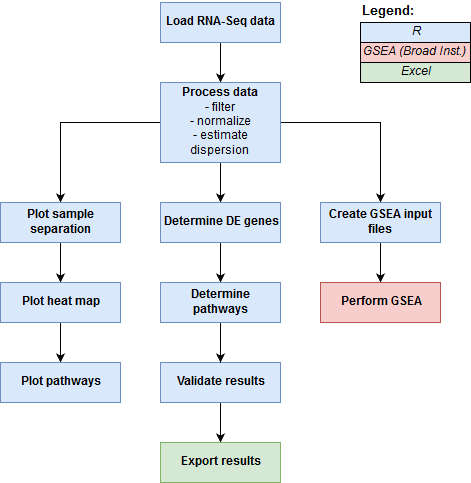 Load RNA-Seq data
Legend:
R
GSEA (Broad Inst.)
Excel
Process data
- filter
- normalize
- estimate
dispersion
Plot sample
separation
Determine DE genes
Create GSEA input
files
Plot heat map
Determine
pathways
Perform GSEA
Plot pathways
Validate results
Export results